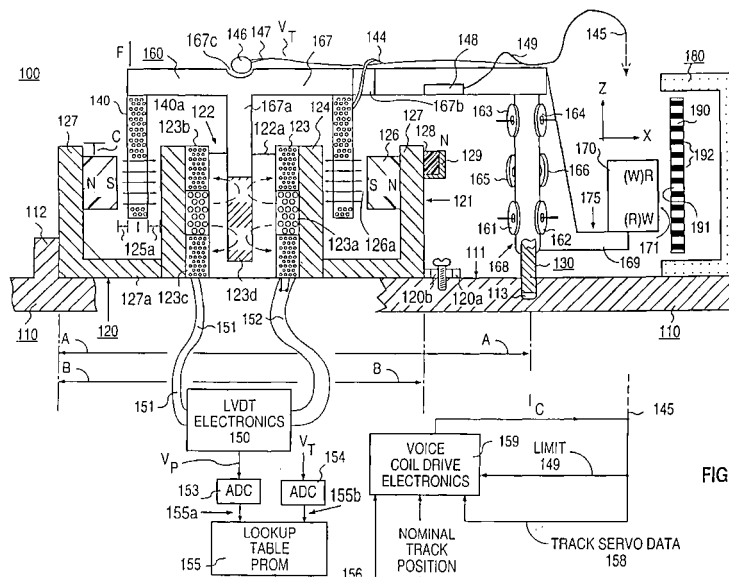 100
F
160
167c
146
147
V_T
167
144
148
149
145
180
140
140a
122
167a
124
167b
163
164
Z
X
190
127
C
123b
122a
123
126
127
128
N
129
170
192
112
N S
S N
165
166
175
(W)R
(R)W
191
125a
126a
121
161
162
171
127a
123c
123a
123d
168
111
130
169
120b
120a
113
110
120
151
152
110
A
A
B
B
151
LVDT
ELECTRONICS
150
C
145
V_P
V_T
153
ADC
ADC
154
155a
155b
VOICE
COIL DRIVE
ELECTRONICS
159
LIMIT
149
FIG
LOOKUP
TABLE
PROM
155
NOMINAL
TRACK
POSITION
TRACK SERVO DATA
158
156